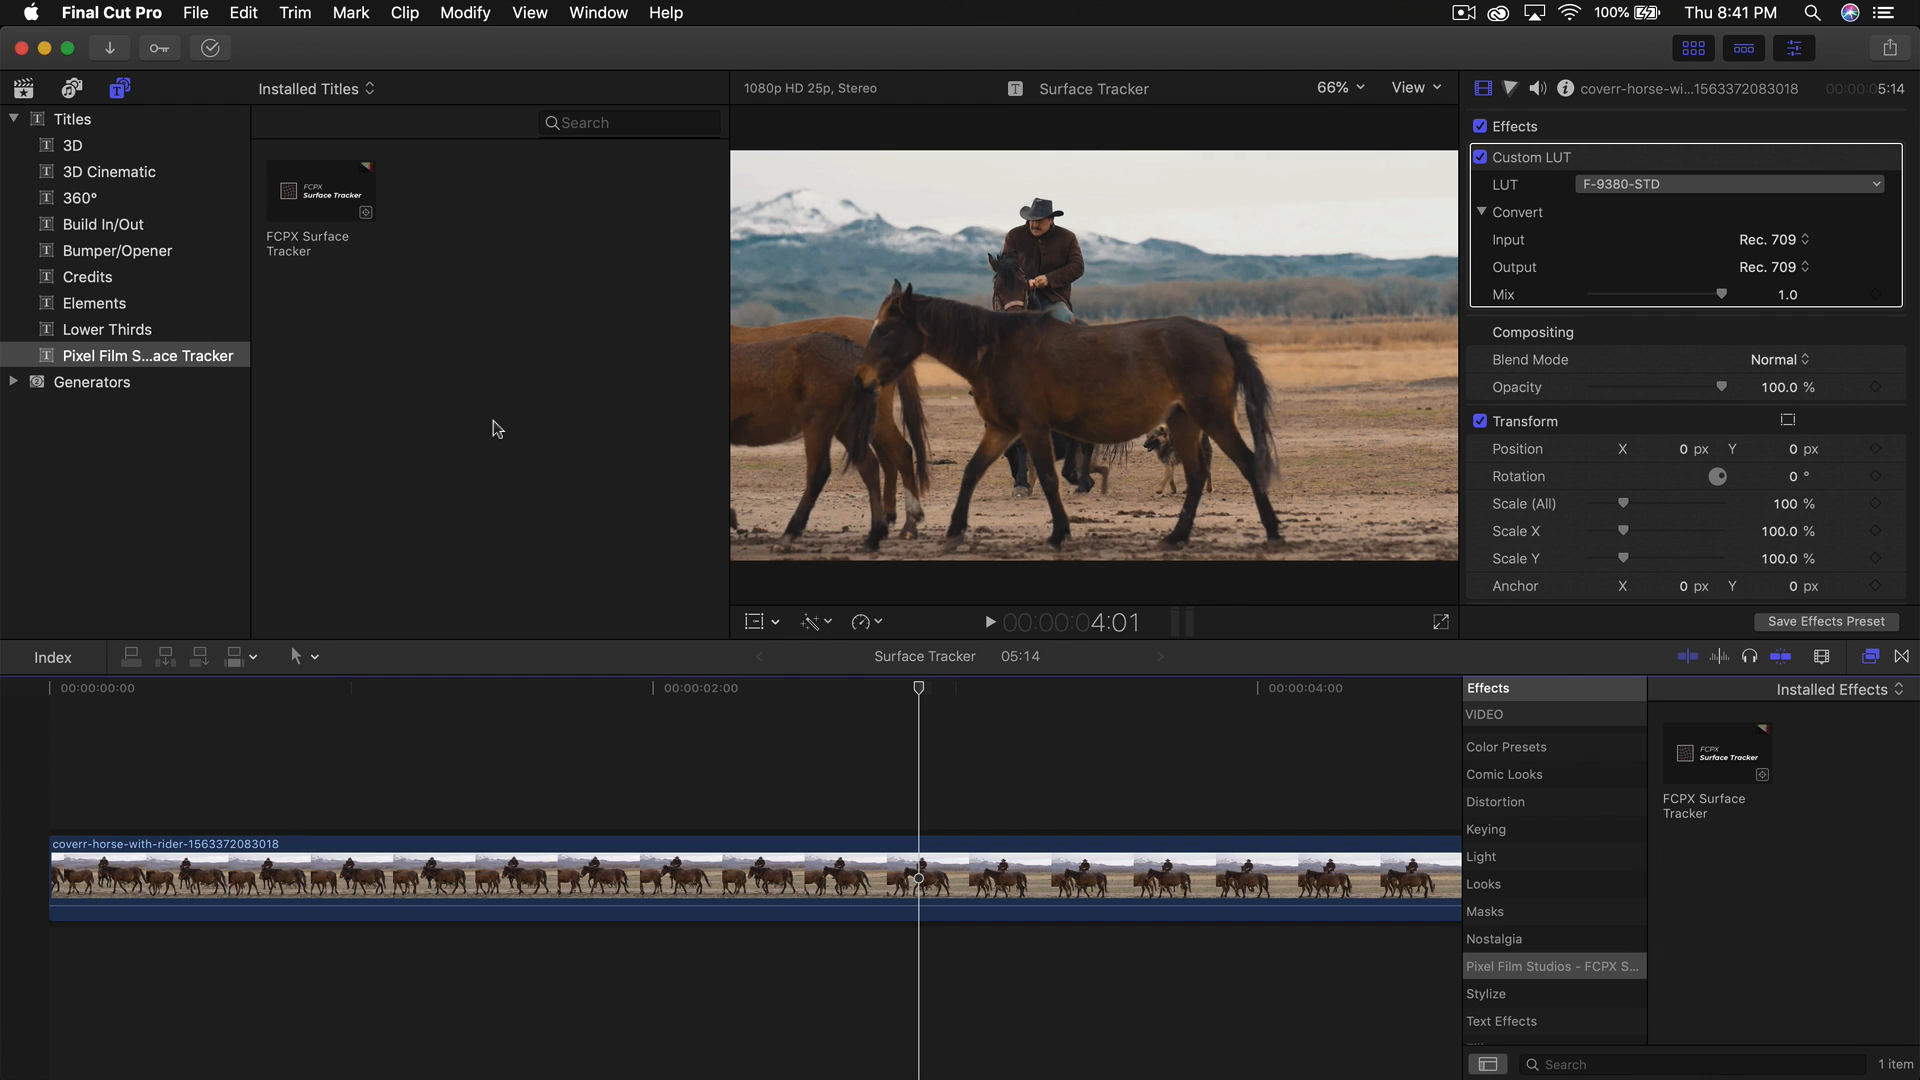 Final Cut Pro File Edit Trim Mark Clip Modify View Window Help
100% Thu 8:41 PM
Installed Titles
Titles
3D
3D Cinematic
360°
Build In/Out
Bumper/Opener
Credits
Elements
Lower Thirds
Pixel Film S...ace Tracker
Generators
Search
FCPX
Surface Tracker
FCPX Surface
Tracker
1080p HD 25p, Stereo
Surface Tracker
66%
View
00:00:04:01
coverr-horse-wi...1563372083018
00:00:05:14
Effects
Custom LUT
LUT F-9380-STD
Convert
Input Rec. 709
Output Rec. 709
Mix 1.0
Compositing
Blend Mode Normal
Opacity 100.0 %
Transform
Position X 0 px Y 0 px
Rotation 0 °
Scale (All) 100 %
Scale X 100.0 %
Scale Y 100.0 %
Anchor X 0 px Y 0 px
Save Effects Preset
Index
Surface Tracker 05:14
00:00:00:00
00:00:02:00
00:00:04:00
coverr-horse-with-rider-1563372083018
Effects
VIDEO
Color Presets
Comic Looks
Distortion
Keying
Light
Looks
Masks
Nostalgia
Pixel Film Studios - FCPX S...
Stylize
Text Effects
Installed Effects
FCPX
Surface Tracker
FCPX Surface
Tracker
Search
1 item